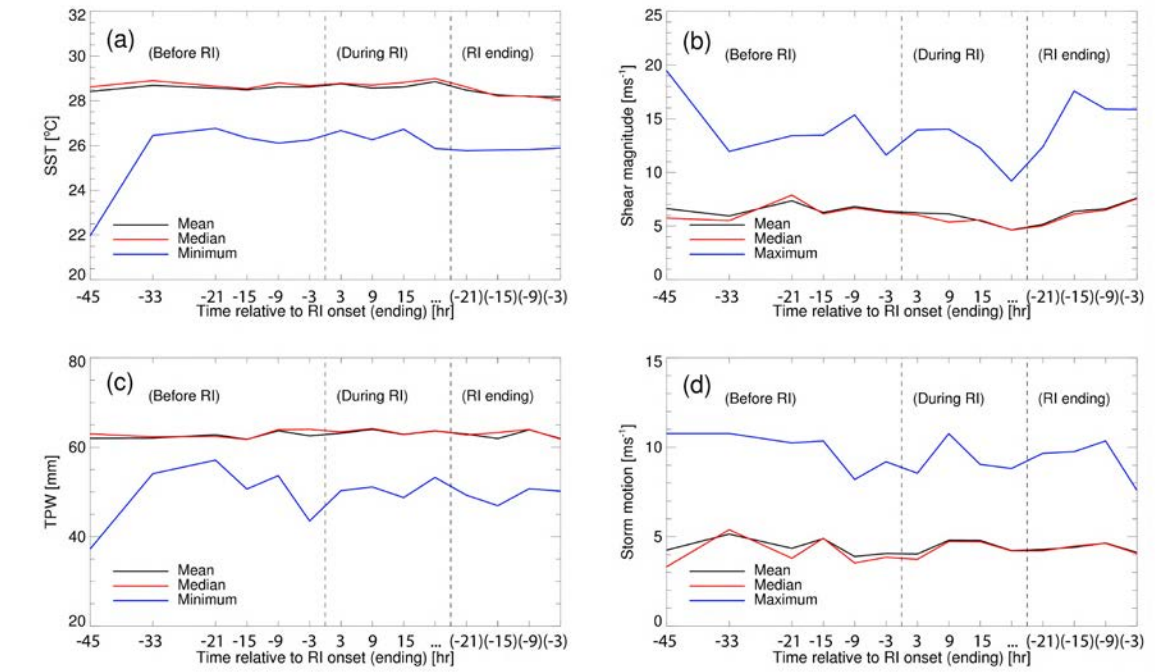 (a)
(Before RI)
(During RI)
(RI ending)
32
30
28
26
24
22
20
SST [ºC]
Mean
Median
Minimum
-45 -33 -21 -15 -9 -3 3 9 15 ... (-21)(-15)(-9)(-3)
Time relative to RI onset (ending) [hr]
(b)
(Before RI)
(During RI)
(RI ending)
25
20
15
10
5
0
Shear magnitude [ms⁻¹]
Mean
Median
Maximum
-45 -33 -21 -15 -9 -3 3 9 15 ... (-21)(-15)(-9)(-3)
Time relative to RI onset (ending) [hr]
(c)
(Before RI)
(During RI)
(RI ending)
80
60
40
20
TPW [mm]
Mean
Median
Minimum
-45 -33 -21 -15 -9 -3 3 9 15 ... (-21)(-15)(-9)(-3)
Time relative to RI onset (ending) [hr]
(d)
(Before RI)
(During RI)
(RI ending)
15
10
5
0
Storm motion [ms⁻¹]
Mean
Median
Maximum
-45 -33 -21 -15 -9 -3 3 9 15 ... (-21)(-15)(-9)(-3)
Time relative to RI onset (ending) [hr]